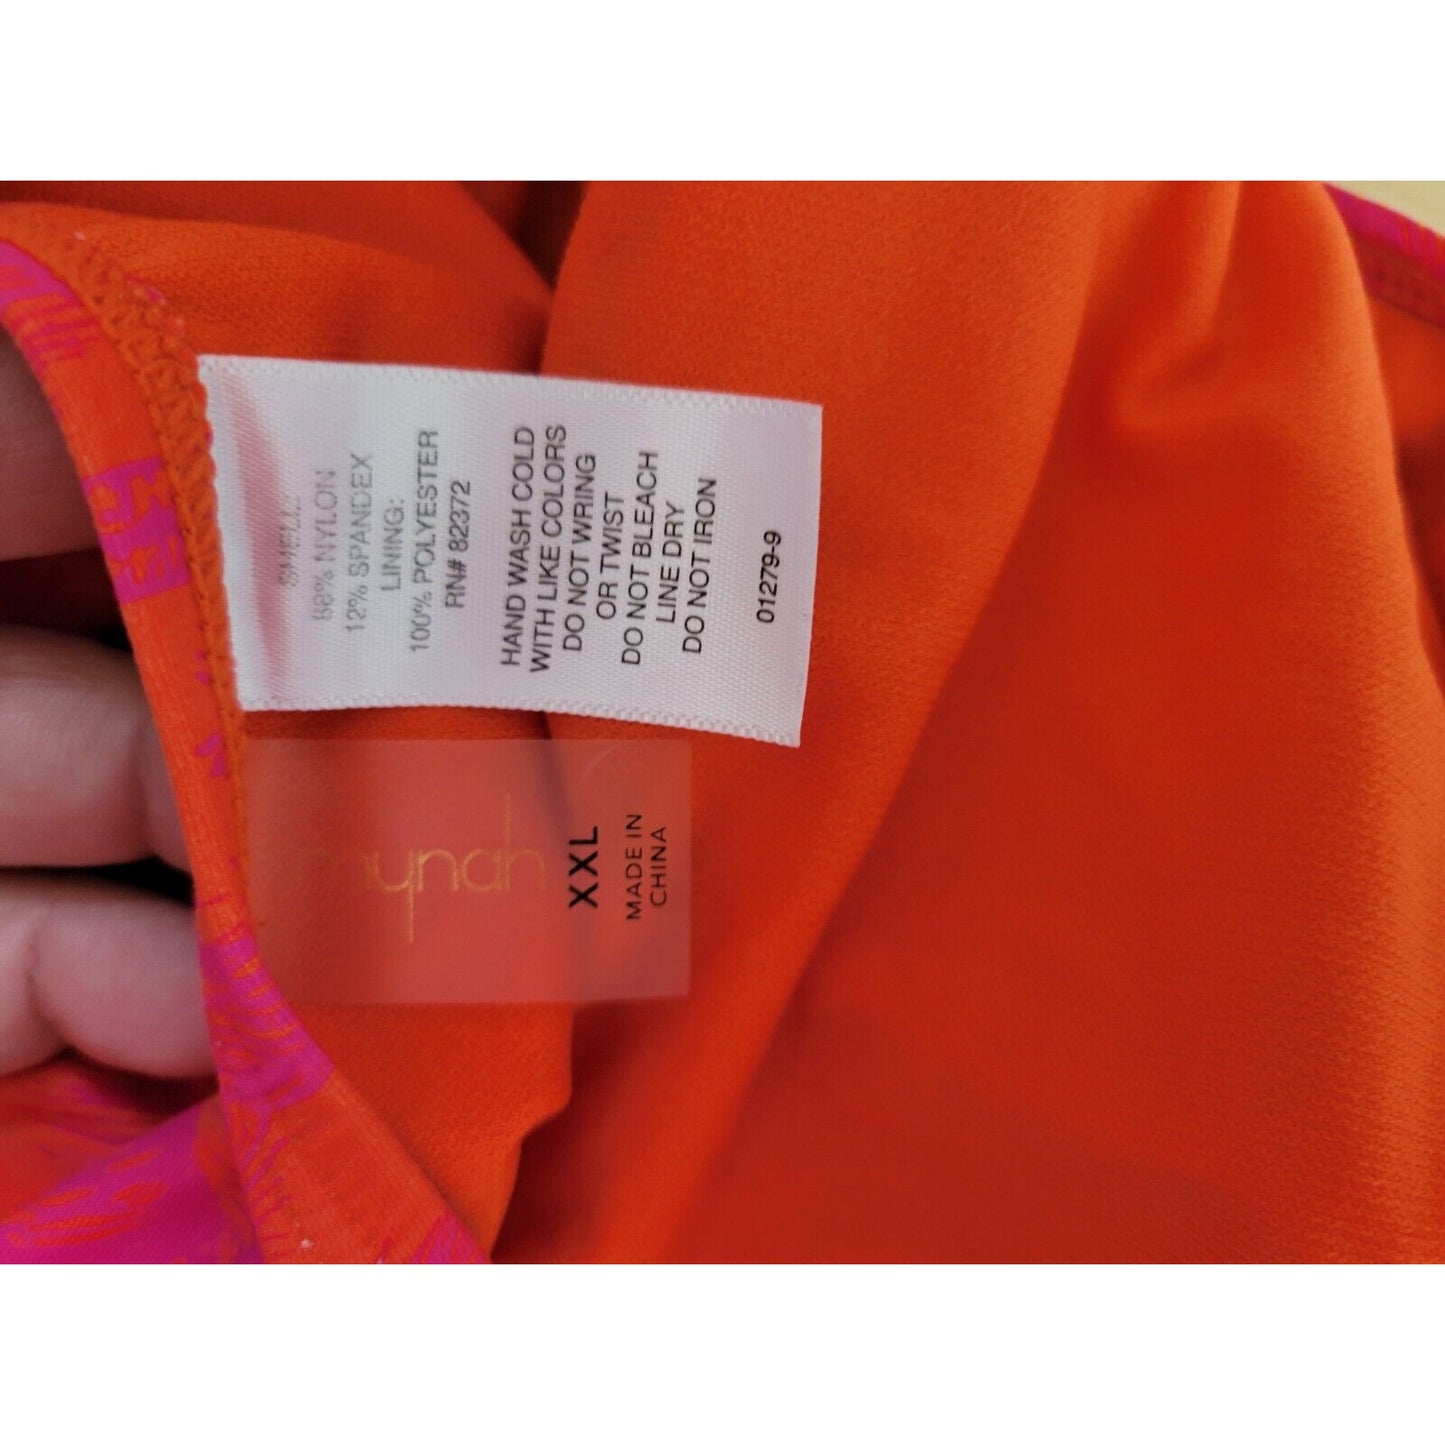 SHELL:
88% NYLON
12% SPANDEX
LINING:
100% POLYESTER
RN# 82372
HAND WASH COLD
WITH LIKE COLORS
DO NOT WRING
OR TWIST
DO NOT BLEACH
LINE DRY
DO NOT IRON
01279-9
XXL
MADE IN
CHINA